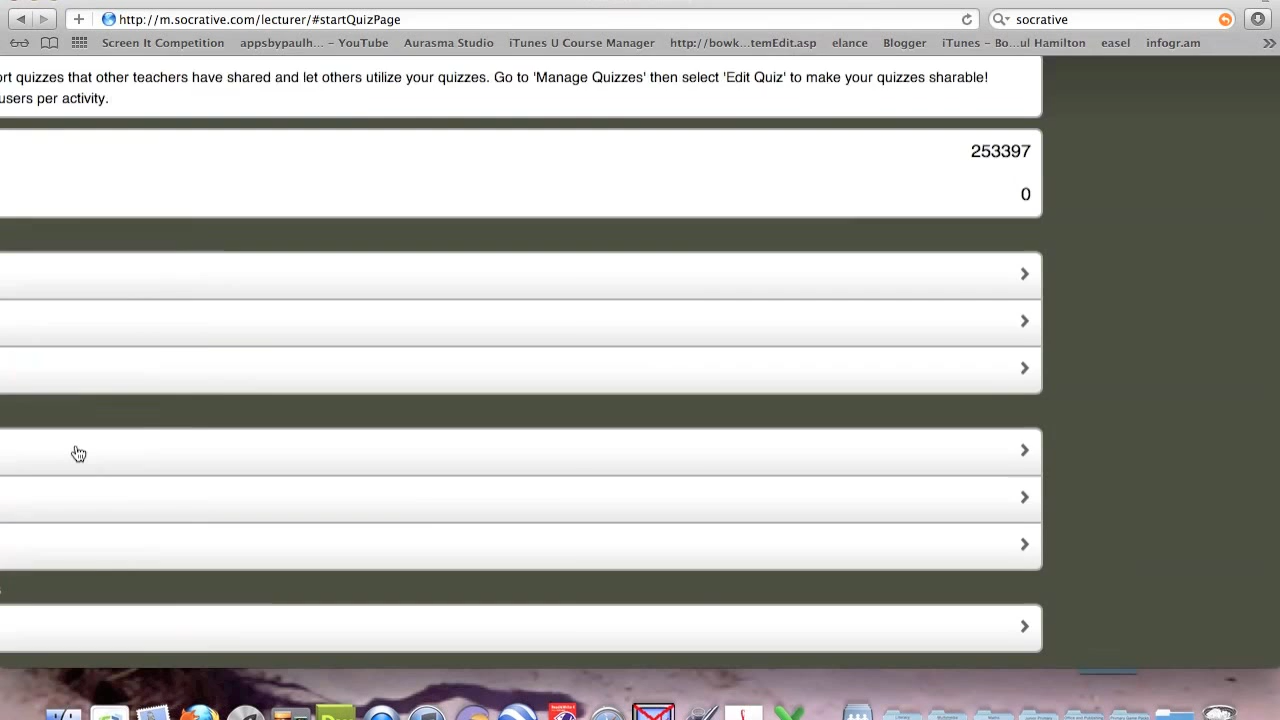 http://m.socrative.com/lecturer/#startQuizPage
socrative
Screen It Competition appsbypaulh... – YouTube Aurasma Studio iTunes U Course Manager http://bowk...temEdit.asp elance Blogger iTunes – Bo...ul Hamilton easel infogr.am
ort quizzes that other teachers have shared and let others utilize your quizzes. Go to 'Manage Quizzes' then select 'Edit Quiz' to make your quizzes sharable!
users per activity.
253397
0